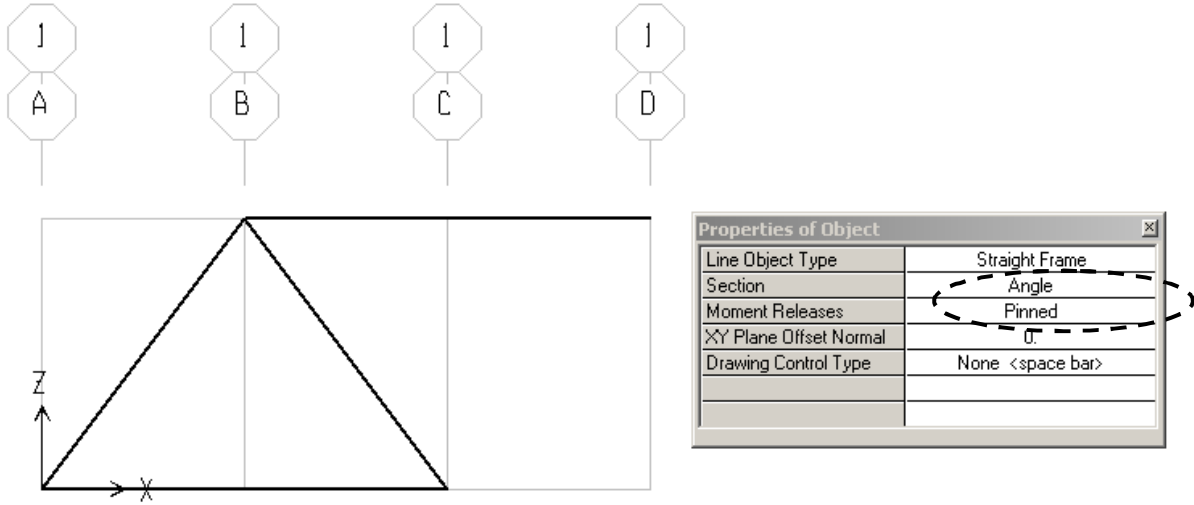 1 1 1 1
A B C D
Properties of Object
Line Object Type Straight Frame
Section Angle
Moment Releases Pinned
XY Plane Offset Normal 0.
Drawing Control Type None <space bar>
Z
X